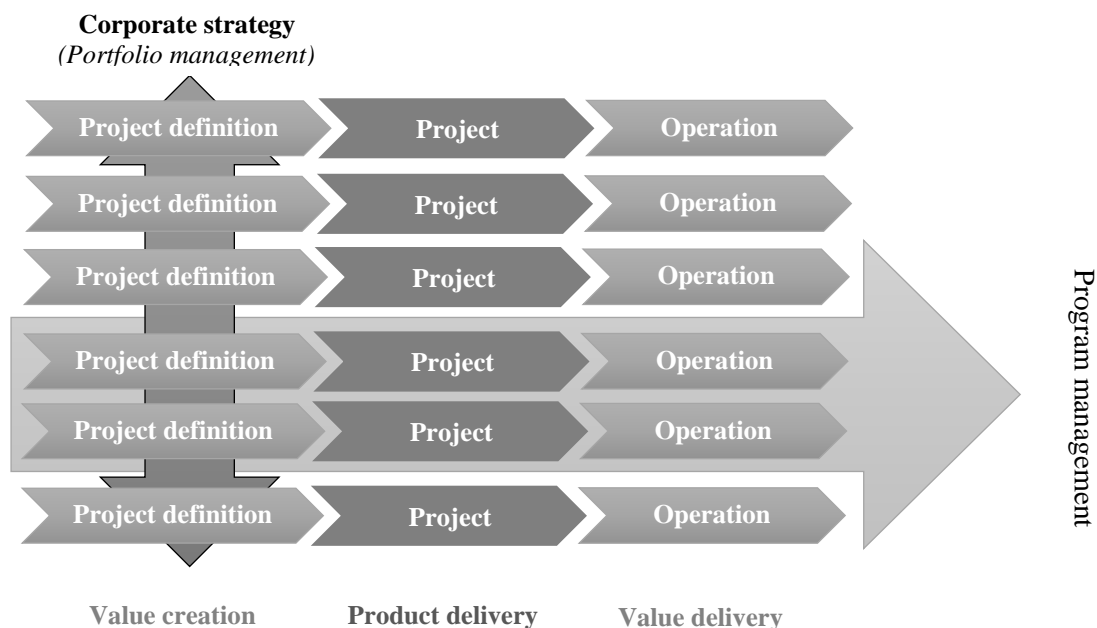 Corporate strategy
(Portfolio management)
Project definition Project Operation
Project definition Project Operation
Project definition Project Operation
Project definition Project Operation
Project definition Project Operation
Project definition Project Operation
Program management
Value creation Product delivery Value delivery